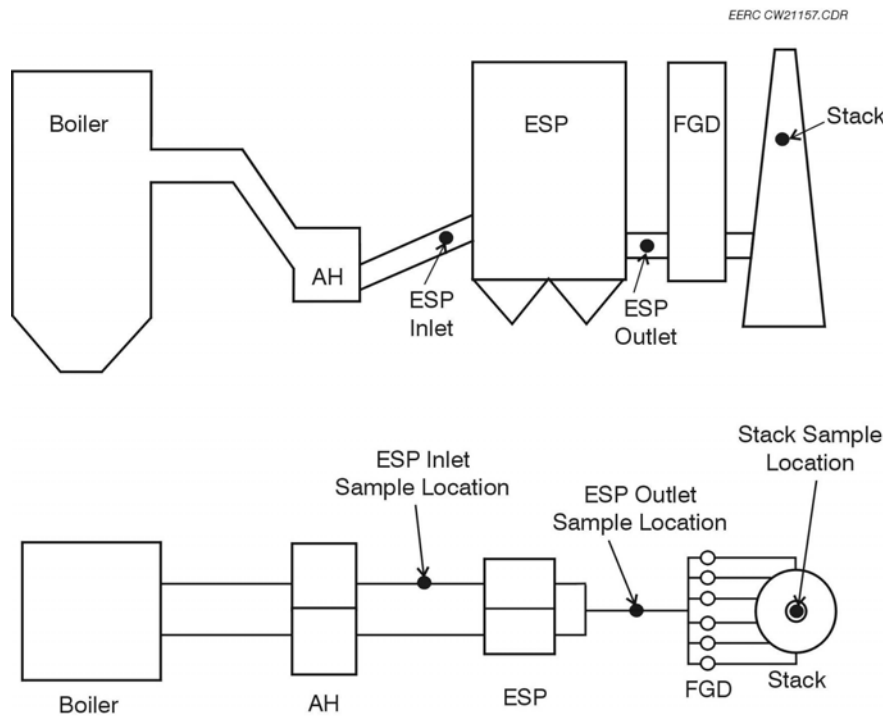 EERC CW21157.CDR
Boiler
ESP
FGD
Stack
AH
ESP
Inlet
ESP
Outlet
Stack Sample
Location
ESP Inlet
Sample Location
ESP Outlet
Sample Location
Boiler
AH
ESP
FGD
Stack